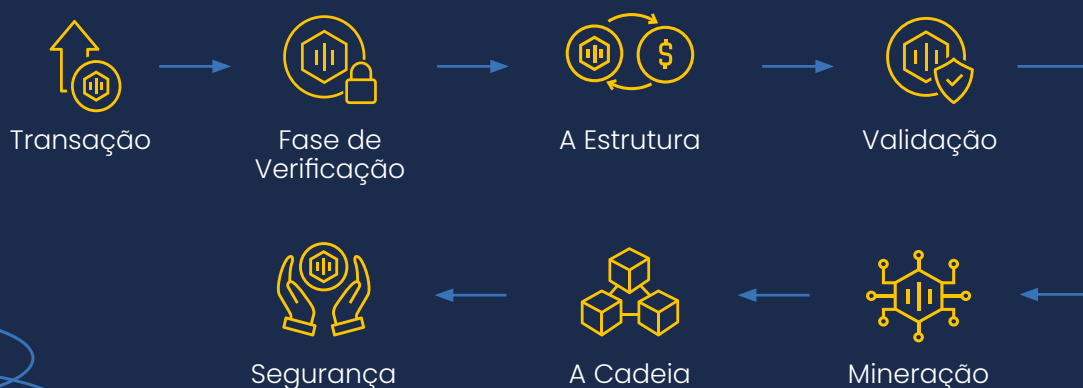 Transação
Fase de
Verificação
A Estrutura
Validação
Segurança
A Cadeia
Mineração